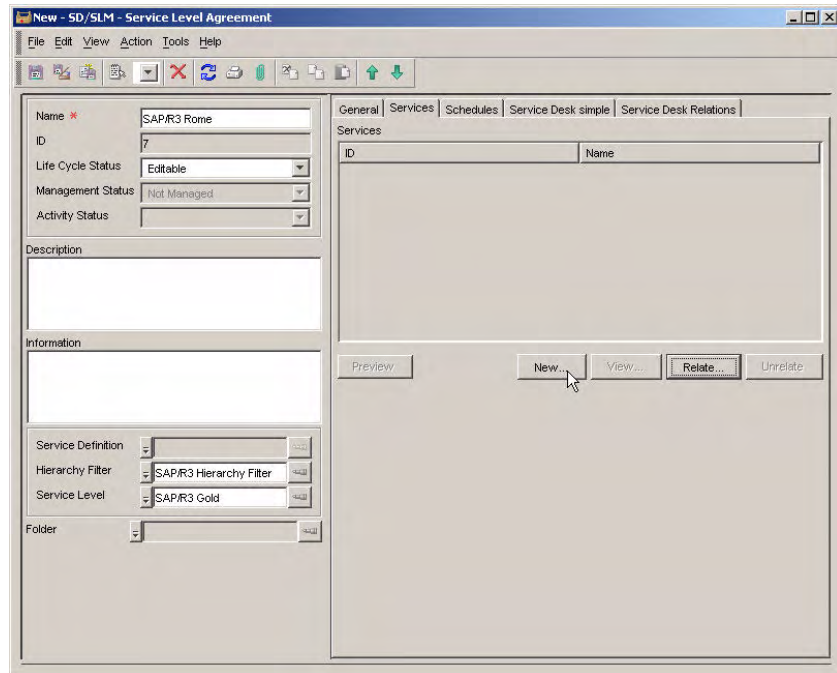 New - SD/SLM - Service Level Agreement
File Edit View Action Tools Help
Name *
SAP/R3 Rome
ID
7
Life Cycle Status
Editable
Management Status
Not Managed
Activity Status
Description
Information
Service Definition
Hierarchy Filter
SAP/R3 Hierarchy Filter
Service Level
SAP/R3 Gold
Folder
General Services Schedules Service Desk simple Service Desk Relations
Services
ID Name
Preview New... View... Relate... Unrelate